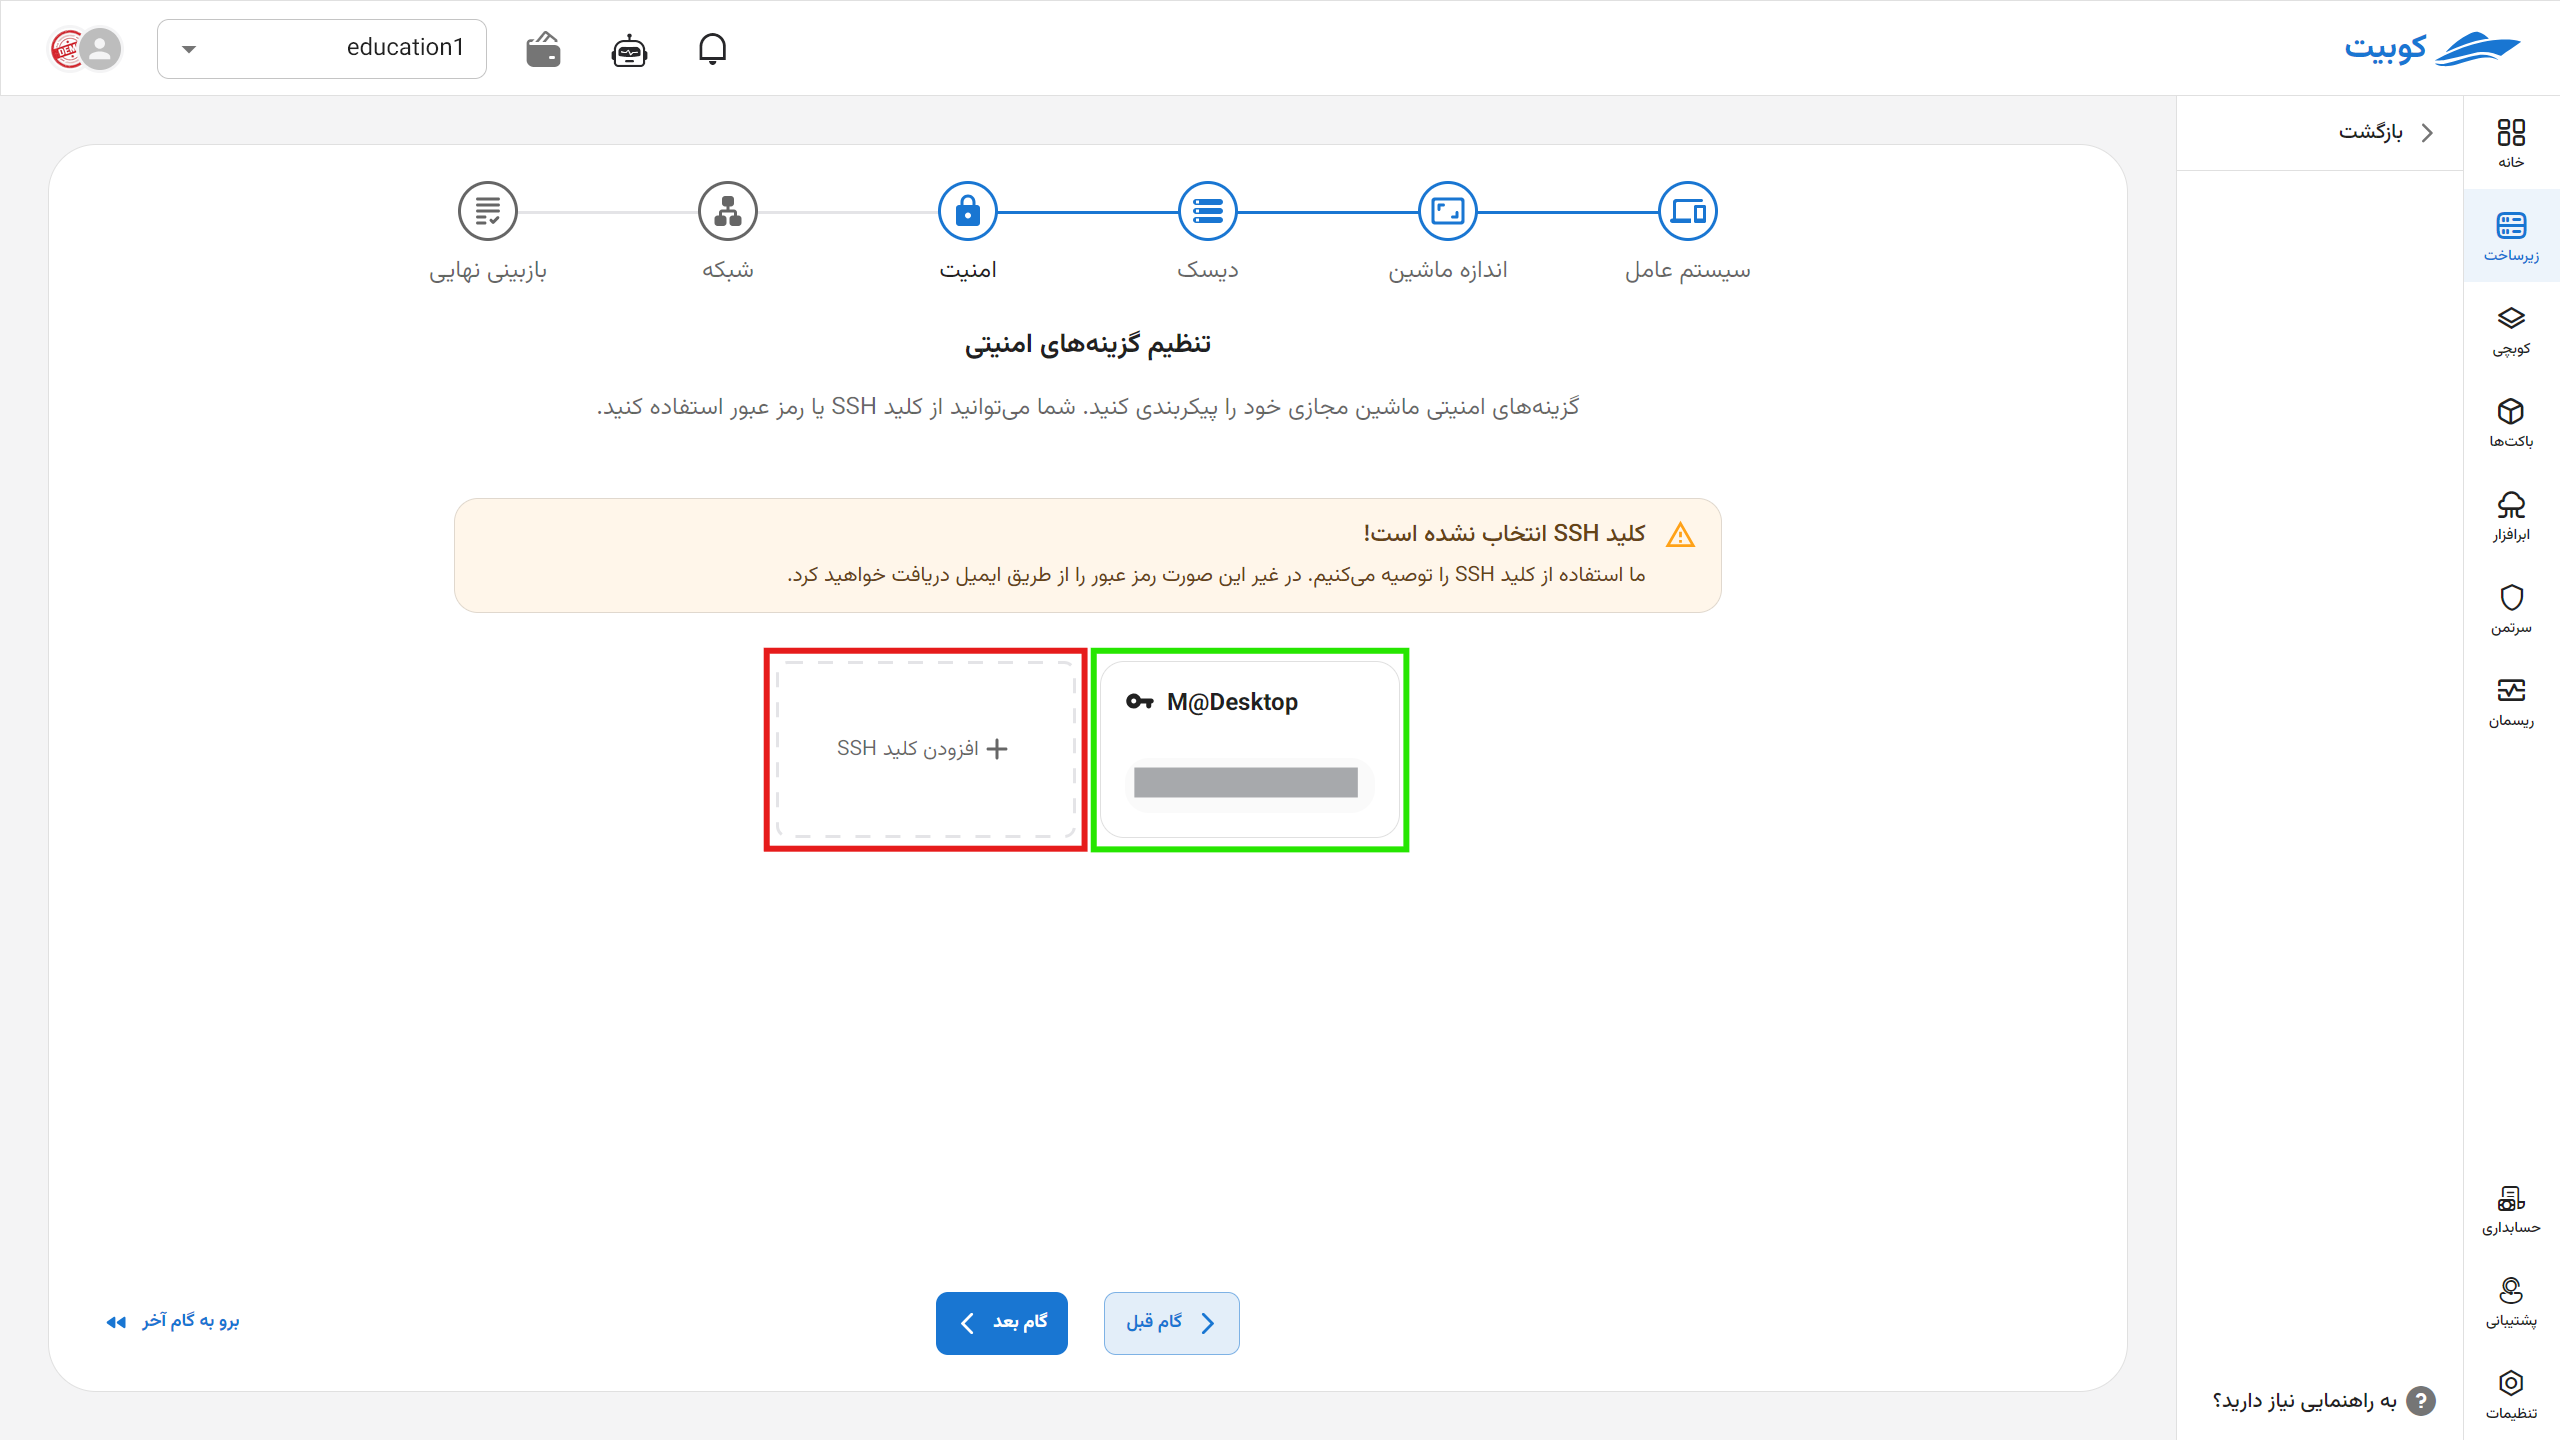 کوبیت
education1
DEM
بازگشت
خانه
زیرساخت
کوبچی
باکت‌ها
ابرافزار
سرتمن
ریسمان
حسابداری
پشتیبانی
تنظیمات
سیستم عامل
اندازه ماشین
دیسک
امنیت
شبکه
بازبینی نهایی
تنظیم گزینه‌های امنیتی
گزینه‌های امنیتی ماشین مجازی خود را پیکربندی کنید. شما می‌توانید از کلید SSH یا رمز عبور استفاده کنید.
کلید SSH انتخاب نشده است!
ما استفاده از کلید SSH را توصیه می‌کنیم. در غیر این صورت رمز عبور را از طریق ایمیل دریافت خواهید کرد.
M@Desktop
افزودن کلید SSH
گام قبل
گام بعد
برو به گام آخر
به راهنمایی نیاز دارید؟